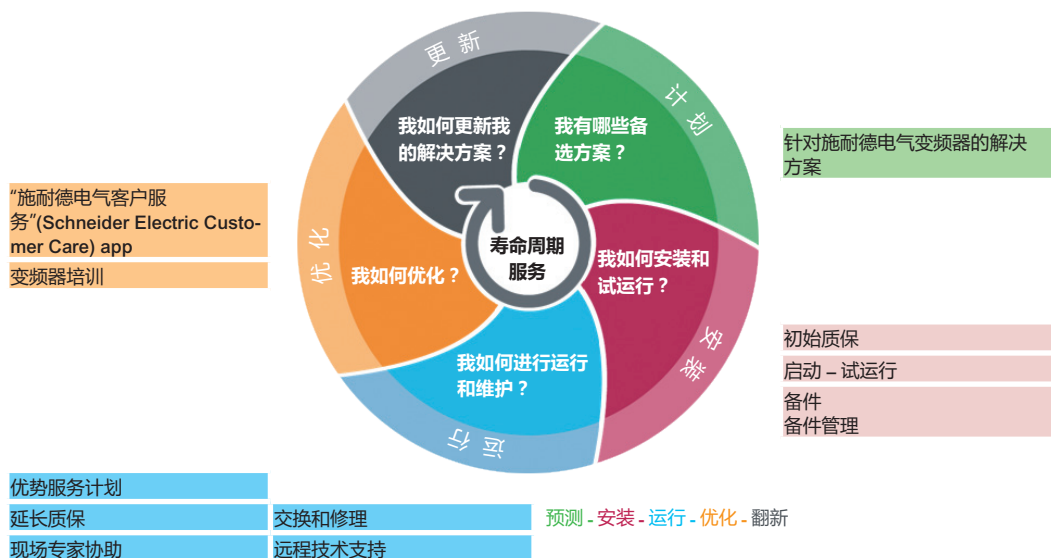 更新
计划
我如何更新我
的解决方案？
我有哪些备
选方案？
针对施耐德电气变频器的解决
方案
“施耐德电气客户服
务”(Schneider Electric Custo-
mer Care) app
变频器培训
优化
我如何优化？
寿命周期
服务
我如何安装和
试运行？
安装
我如何进行运行
和维护？
运行
初始质保
启动 – 试运行
备件
备件管理
优势服务计划
延长质保
交换和修理
现场专家协助
远程技术支持
预测 - 安装 - 运行 - 优化 - 翻新